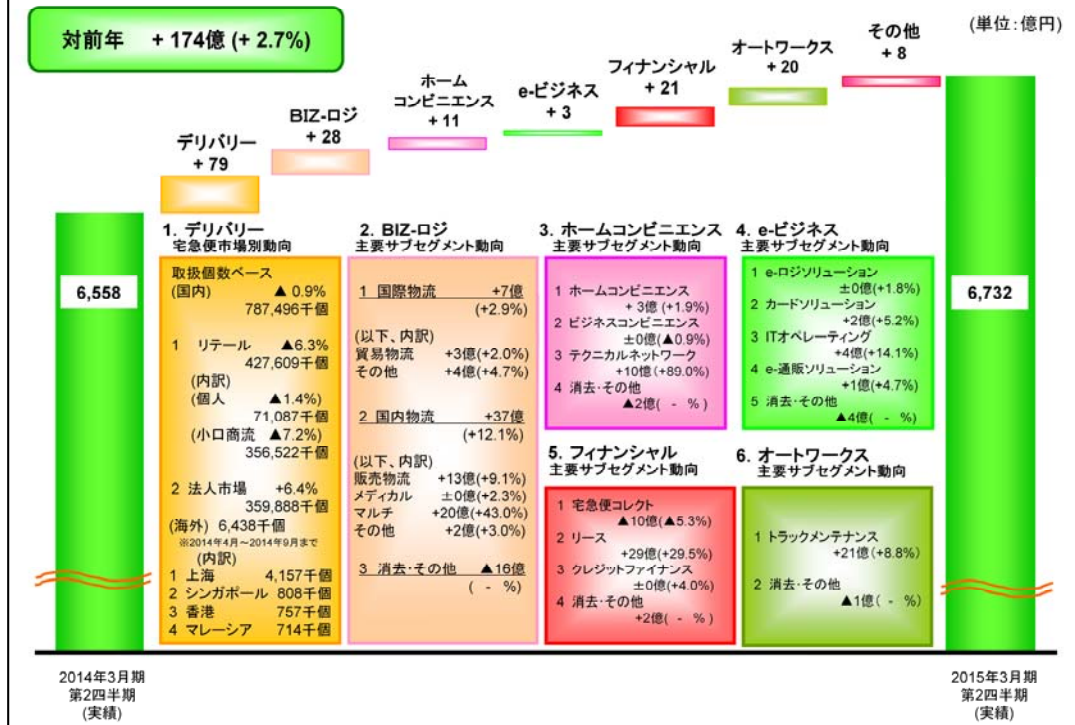 対前年 + 174億 (+ 2.7%)
(単位:億円)
デリバリー
+ 79
BIZ-ロジ
+ 28
ホーム
コンビニエンス
+ 11
e-ビジネス
+ 3
フィナンシャル
+ 21
オートワークス
+ 20
その他
+ 8
6,558
6,732
1. デリバリー
宅急便市場別動向
取扱個数ベース
(国内) ▲ 0.9%
787,496千個
1 リテール ▲6.3%
427,609千個
(内訳)
(個人 ▲1.4%)
71,087千個
(小口商流 ▲7.2%)
356,522千個
2 法人市場 +6.4%
359,888千個
(海外) 6,438千個
※2014年4月～2014年9月まで
(内訳)
1 上海 4,157千個
2 シンガポール 808千個
3 香港 757千個
4 マレーシア 714千個
2. BIZ-ロジ
主要サブセグメント動向
1 国際物流 +7億
(+2.9%)
(以下、内訳)
貿易物流 +3億(+2.0%)
その他 +4億(+4.7%)
2 国内物流 +37億
(+12.1%)
(以下、内訳)
販売物流 +13億(+9.1%)
メディカル ±0億(+2.3%)
マルチ +20億(+43.0%)
その他 +2億(+3.0%)
3 消去・その他 ▲16億
( - %)
3. ホームコンビニエンス
主要サブセグメント動向
1 ホームコンビニエンス
+ 3億 (+1.9%)
2 ビジネスコンビニエンス
±0億(▲0.9%)
3 テクニカルネットワーク
+10億(+89.0%)
4 消去・その他
▲2億( - % )
4. e-ビジネス
主要サブセグメント動向
1 e-ロジソリューション
±0億(+1.8%)
2 カードソリューション
+2億(+5.2%)
3 ITオペレーティング
+4億(+14.1%)
4 e-通販ソリューション
+1億(+4.7%)
5 消去・その他
▲4億( - %)
5. フィナンシャル
主要サブセグメント動向
1 宅急便コレクト
▲10億(▲5.3%)
2 リース
+29億(+29.5%)
3 クレジットファイナンス
±0億(+4.0%)
4 消去・その他
+2億( - %)
6. オートワークス
主要サブセグメント動向
1 トラックメンテナンス
+21億(+8.8%)
2 消去・その他
▲1億( - %)
2014年3月期
第2四半期
(実績)
2015年3月期
第2四半期
(実績)